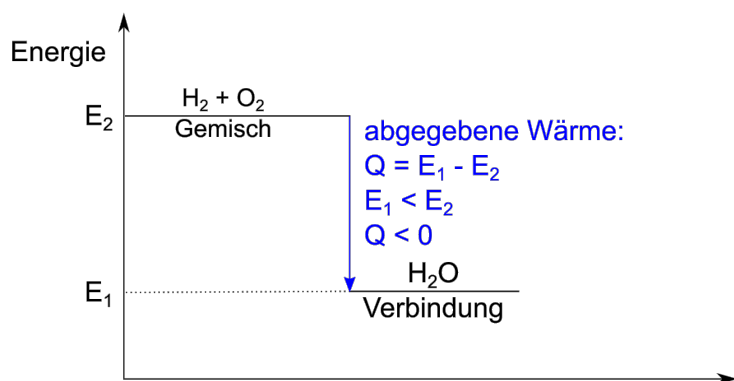 Energie
H₂ + O₂
E₂
Gemisch
abgegebene Wärme:
Q = E₁ - E₂
E₁ < E₂
Q < 0
H₂O
E₁
Verbindung